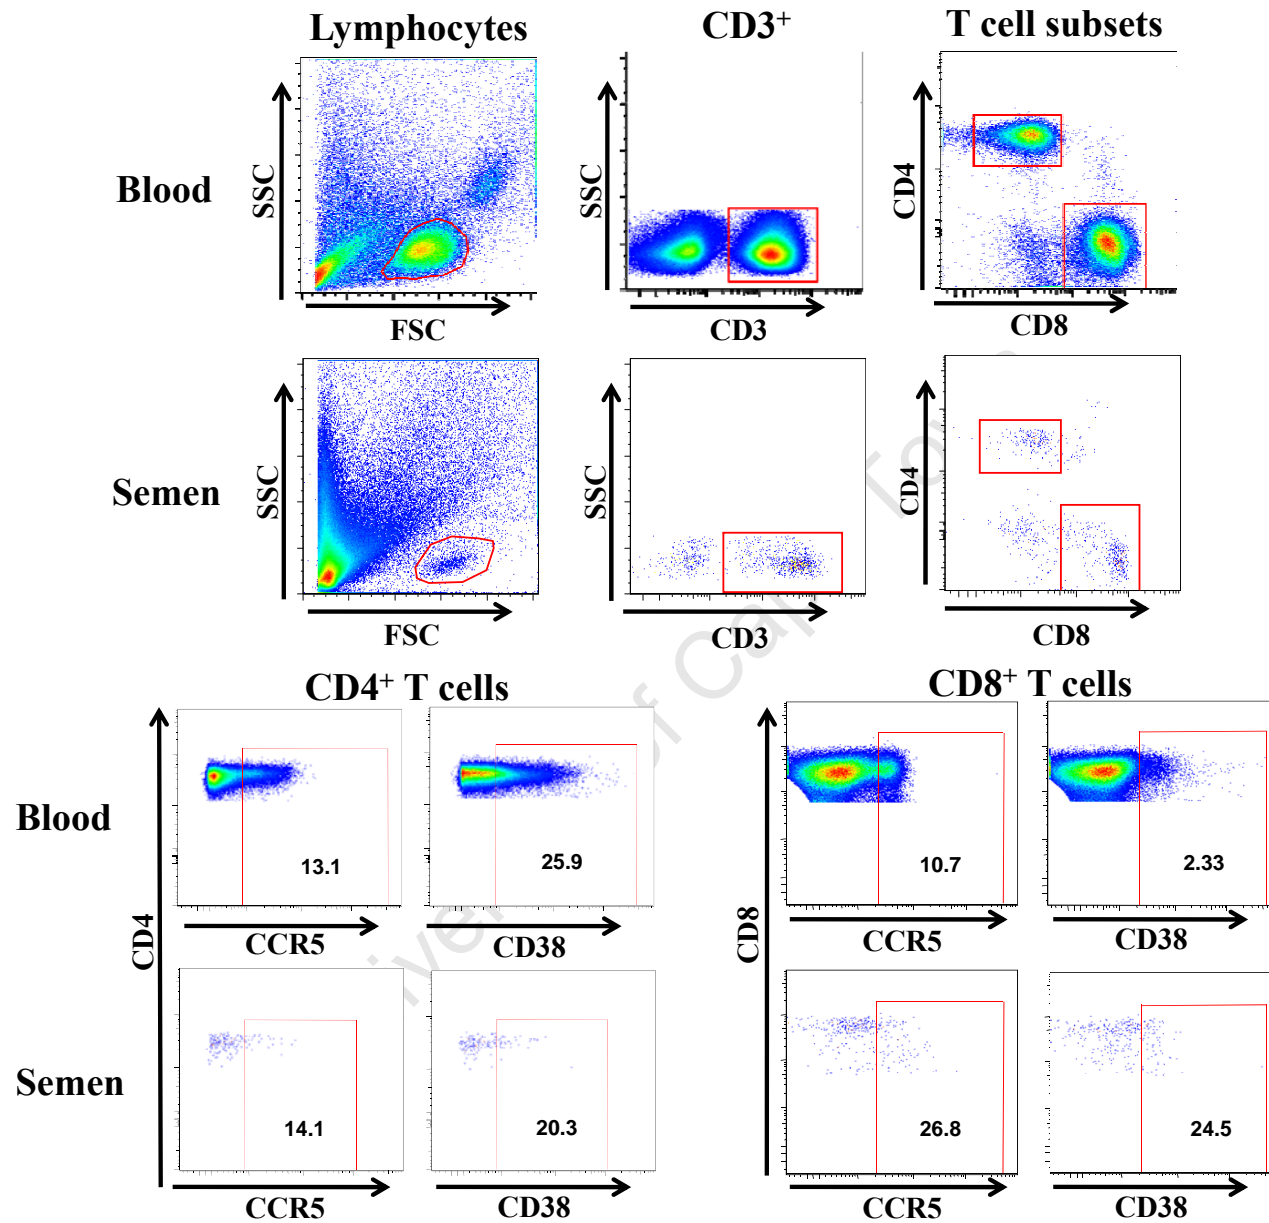 Lymphocytes
CD3⁺
T cell subsets
Blood
SSC
FSC
SSC
CD3
CD4
CD8
Semen
SSC
FSC
SSC
CD3
CD4
CD8
CD4⁺ T cells
CD8⁺ T cells
Blood
CD4
13.1
CCR5
25.9
CD38
CD8
10.7
CCR5
2.33
CD38
Semen
14.1
CCR5
20.3
CD38
26.8
CCR5
24.5
CD38